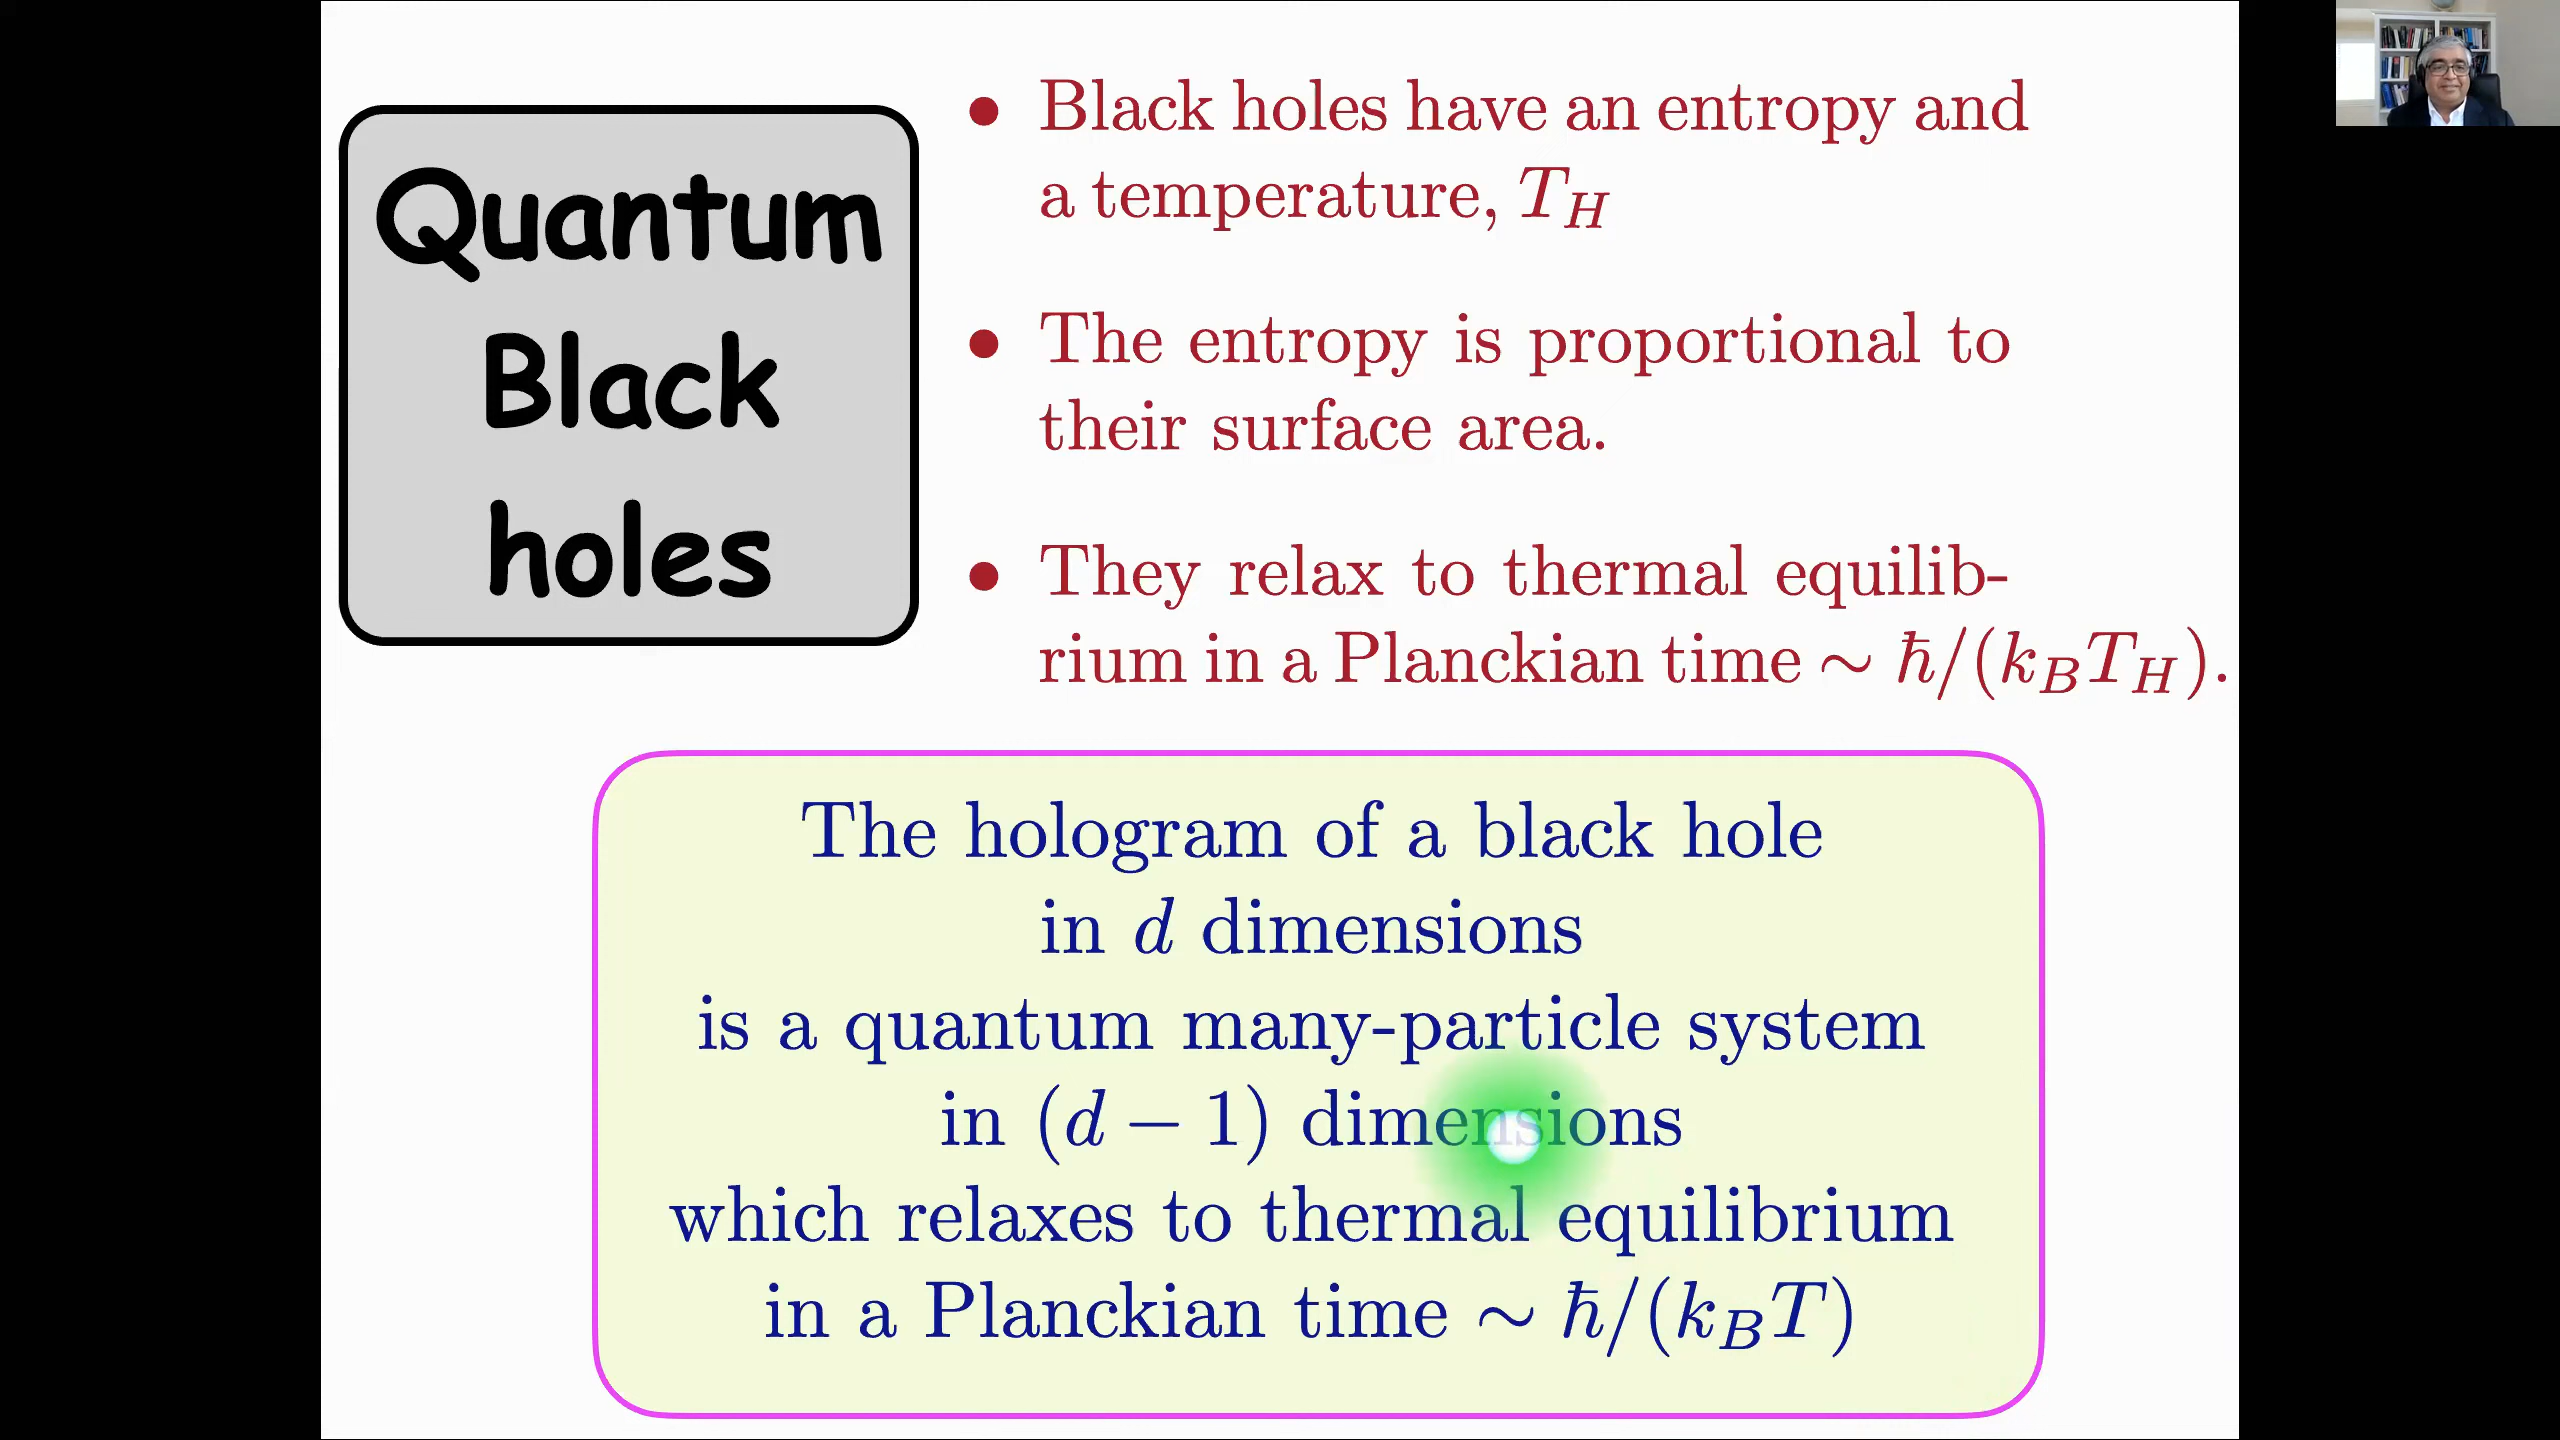 Quantum
Black
holes
• Black holes have an entropy and
a temperature, T_H
• The entropy is proportional to
their surface area.
• They relax to thermal equilib-
rium in a Planckian time ∼ ℏ/(k_B T_H).
The hologram of a black hole
in d dimensions
is a quantum many-particle system
in (d − 1) dimensions
which relaxes to thermal equilibrium
in a Planckian time ∼ ℏ/(k_B T)